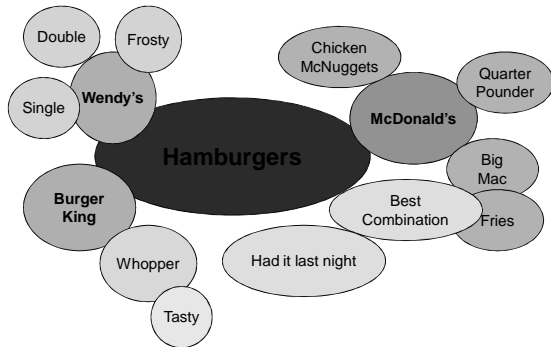 Double
Frosty
Single
Wendy's
Chicken
McNuggets
Quarter
Pounder
McDonald's
Hamburgers
Big
Mac
Burger
King
Best
Combination
Fries
Whopper
Had it last night
Tasty